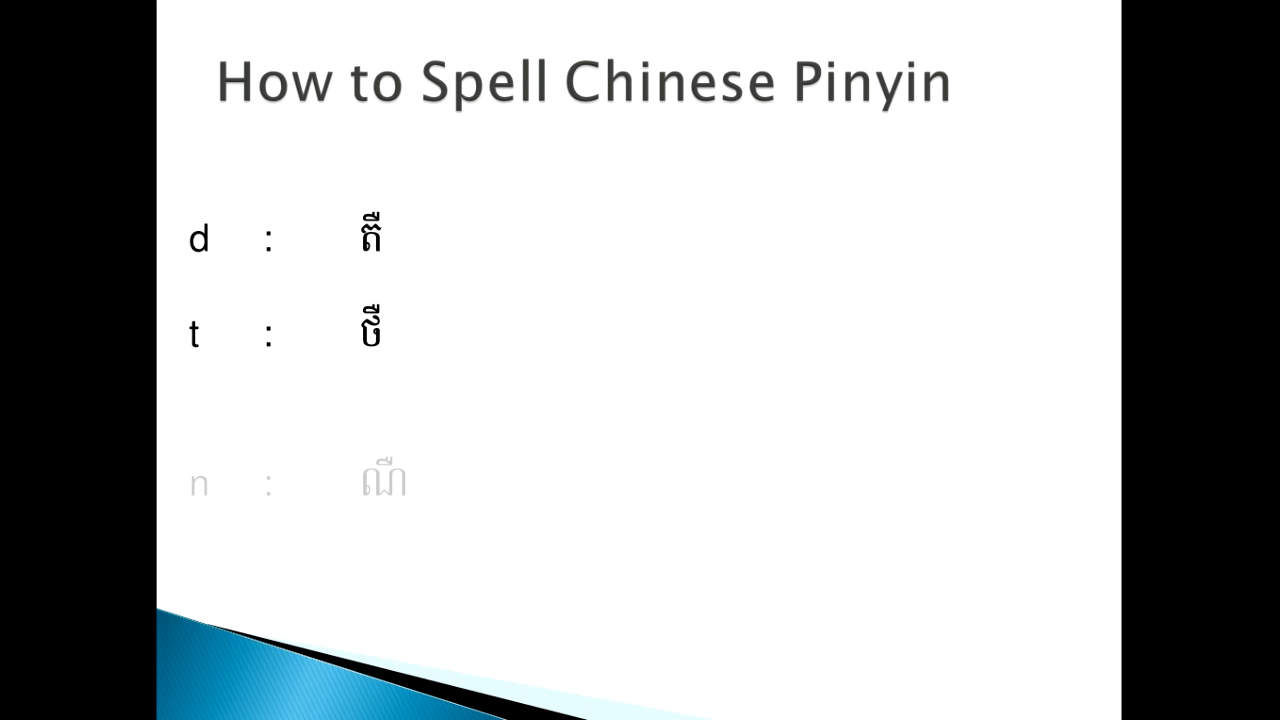 How to Spell Chinese Pinyin
d : តឺ
t : ថឺ
n : ណឺ